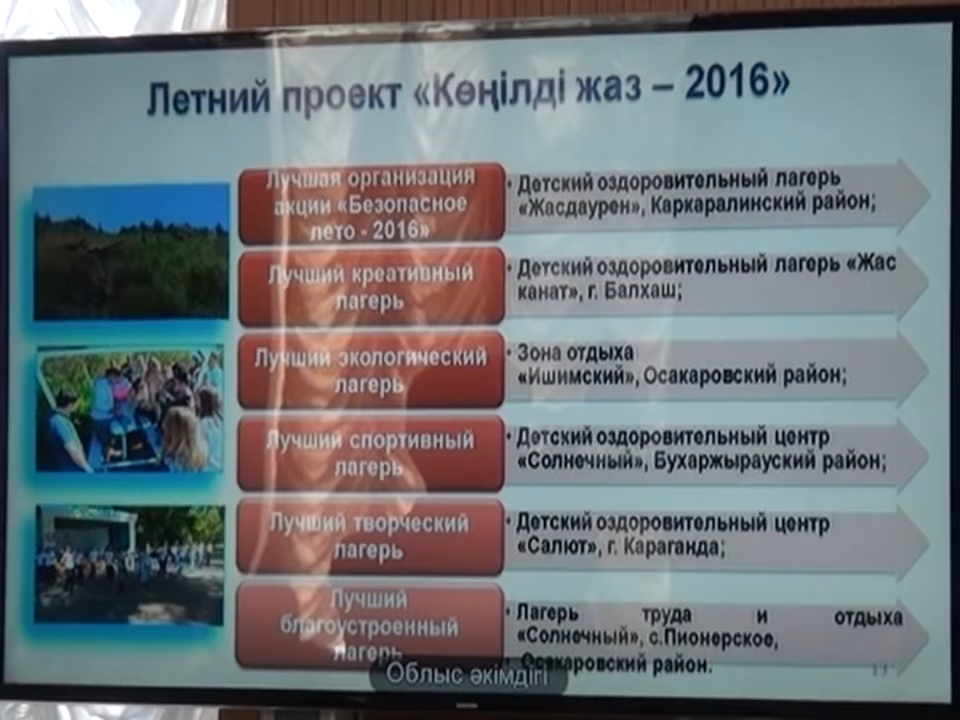 Летний проект «Көңілді жаз – 2016»
Лучшая организация
акции «Безопасное
лето - 2016»
• Детский оздоровительный лагерь
«Жасдаурен», Каркаралинский район;
Лучший креативный
лагерь
• Детский оздоровительный лагерь «Жас
канат», г. Балхаш;
Лучший экологический
лагерь
• Зона отдыха
«Ишимский», Осакаровский район;
Лучший спортивный
лагерь
• Детский оздоровительный центр
«Солнечный», Бухаржырауский район;
Лучший творческий
лагерь
• Детский оздоровительный центр
«Салют», г. Караганда;
Лучший
благоустроенный
лагерь
• Лагерь труда и отдыха
«Солнечный», с.Пионерское,
• Осакаровский район.
Облыс әкімдігі
13